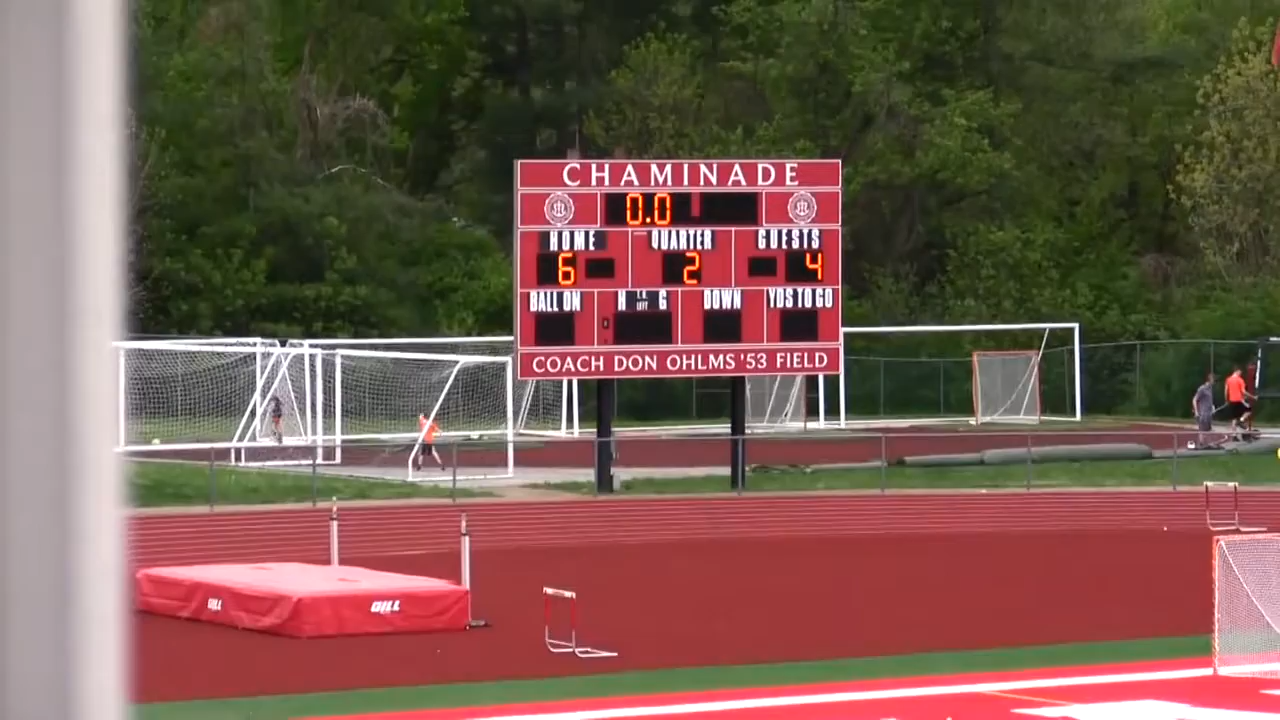 CHAMINADE
0.0
HOME QUARTER GUESTS
6 2 4
BALL ON H G DOWN YDS TO GO
COACH DON OHLMS '53 FIELD
GILL GILL